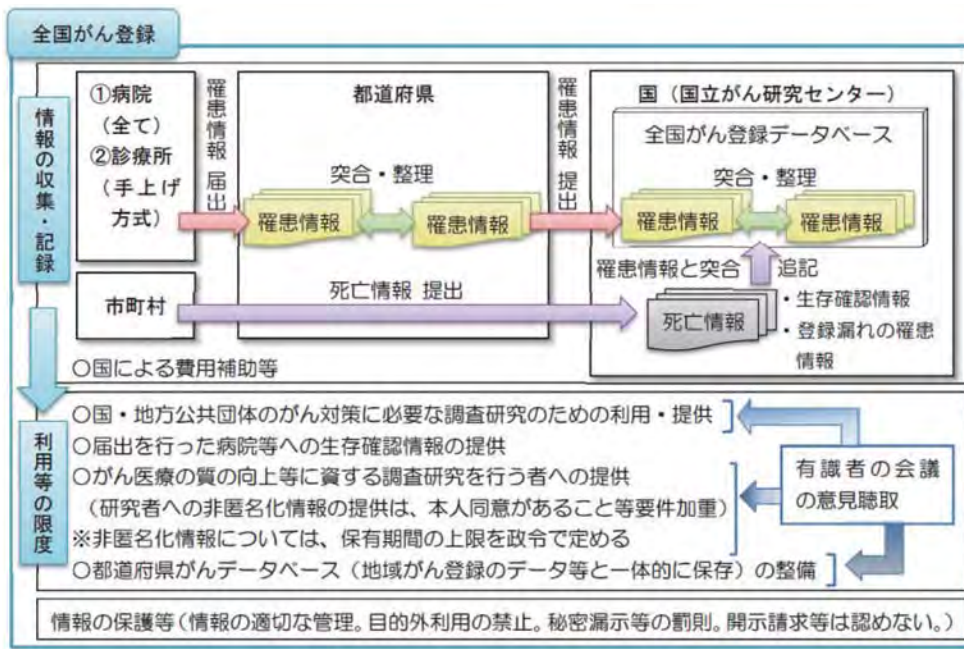 全国がん登録
情報の収集・記録
①病院
（全て）
②診療所
（手上げ
方式）
罹患情報 届出
都道府県
突合・整理
罹患情報
罹患情報
罹患情報 提出
国（国立がん研究センター）
全国がん登録データベース
突合・整理
罹患情報
罹患情報
罹患情報と突合
追記
市町村
死亡情報 提出
死亡情報
・生存確認情報
・登録漏れの罹患
情報
○国による費用補助等
利用等の限度
○国・地方公共団体のがん対策に必要な調査研究のための利用・提供
○届出を行った病院等への生存確認情報の提供
○がん医療の質の向上等に資する調査研究を行う者への提供
（研究者への非匿名化情報の提供は、本人同意があること等要件加重）
※非匿名化情報については、保有期間の上限を政令で定める
○都道府県がんデータベース（地域がん登録のデータ等と一体的に保存）の整備
有識者の会議
の意見聴取
情報の保護等（情報の適切な管理。目的外利用の禁止。秘密漏示等の罰則。開示請求等は認めない。）